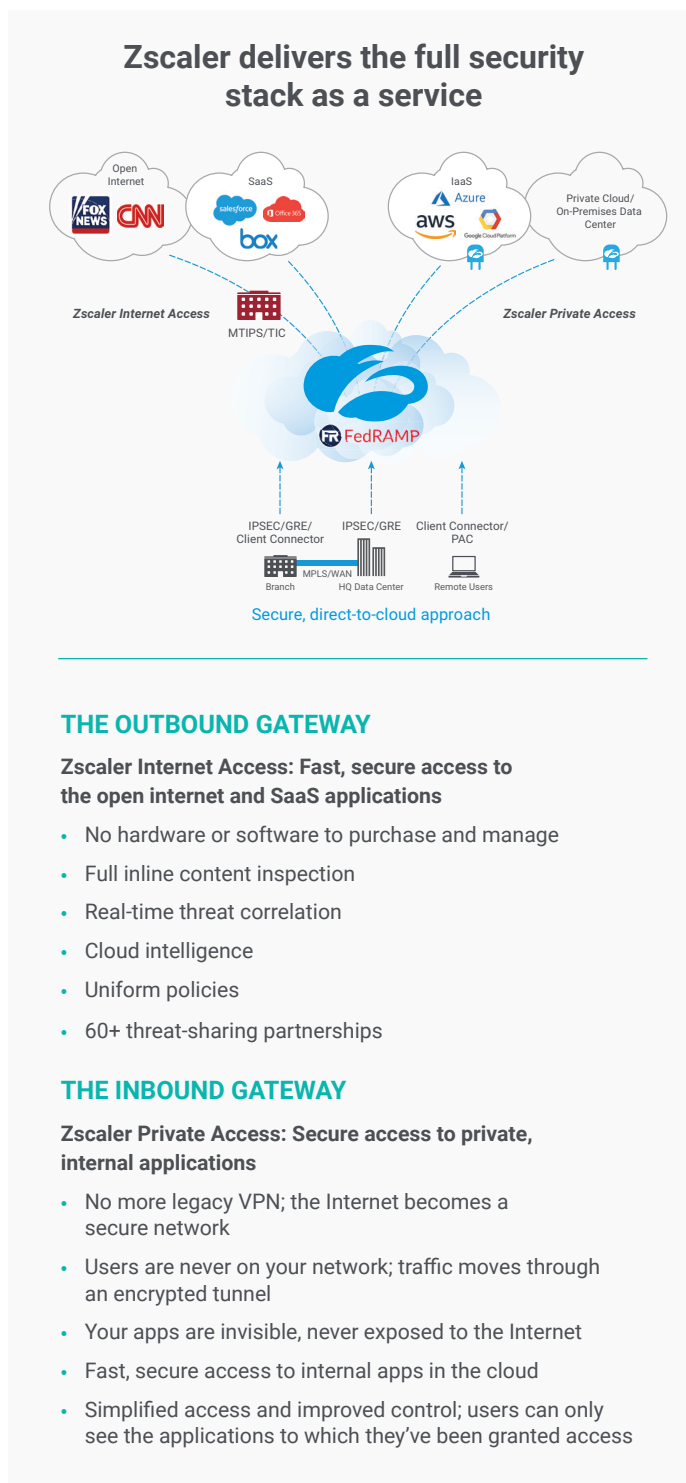 Zscaler delivers the full security
stack as a service
Open
Internet
FOX
NEWS
CNN
SaaS
salesforce
Office 365
box
IaaS
Azure
aws
Google Cloud Platform
Private Cloud/
On-Premises Data
Center
Zscaler Internet Access
MTIPS/TIC
Zscaler Private Access
FR FedRAMP
IPSEC/GRE/
Client Connector
IPSEC/GRE
Client Connector/
PAC
MPLS/WAN
Branch
HQ Data Center
Remote Users
Secure, direct-to-cloud approach
THE OUTBOUND GATEWAY
Zscaler Internet Access: Fast, secure access to
the open internet and SaaS applications
• No hardware or software to purchase and manage
• Full inline content inspection
• Real-time threat correlation
• Cloud intelligence
• Uniform policies
• 60+ threat-sharing partnerships
THE INBOUND GATEWAY
Zscaler Private Access: Secure access to private,
internal applications
• No more legacy VPN; the Internet becomes a
secure network
• Users are never on your network; traffic moves through
an encrypted tunnel
• Your apps are invisible, never exposed to the Internet
• Fast, secure access to internal apps in the cloud
• Simplified access and improved control; users can only
see the applications to which they’ve been granted access